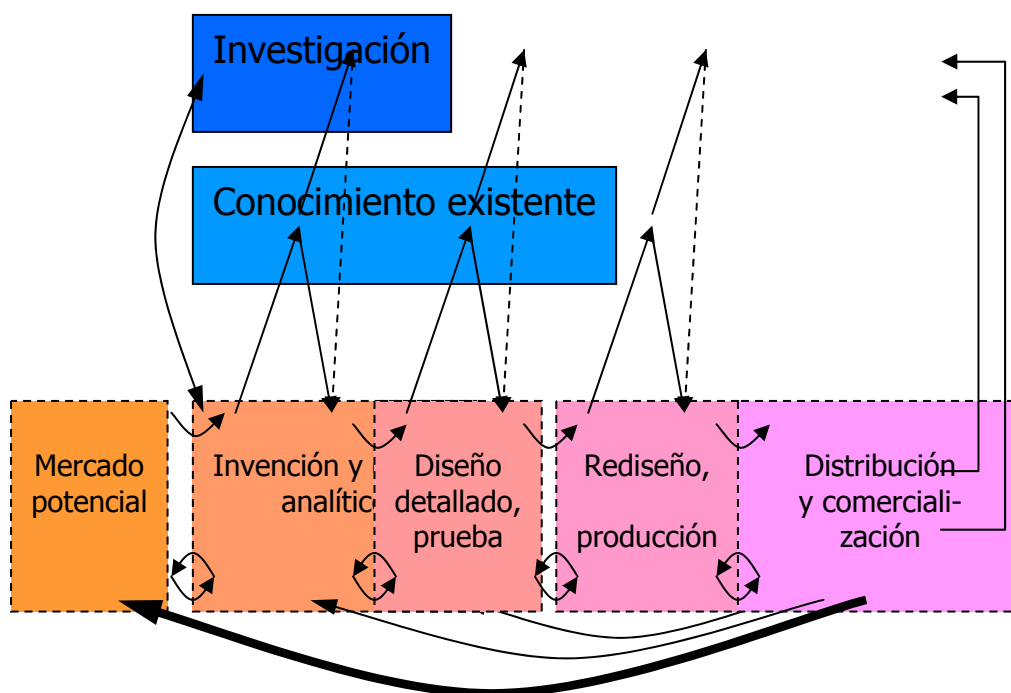 Investigación
Conocimiento existente
Mercado
potencial
Invención y
analític
Diseño
detallado,
prueba
Rediseño,
producción
Distribución
y comerciali-
zación